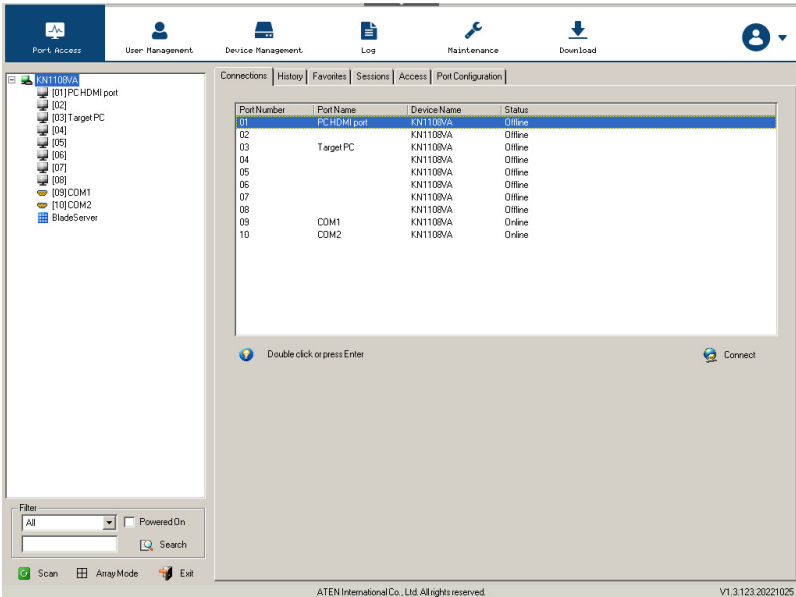 Port Access
User Management
Device Management
Log
Maintenance
Download
KN1108VA
[01] PC HDMI port
[02]
[03] Target PC
[04]
[05]
[06]
[07]
[08]
[09] COM1
[10] COM2
BladeServer
Connections History Favorites Sessions Access Port Configuration
Port Number Port Name Device Name Status
01 PC HDMI port KN1108VA Offline
02 KN1108VA Offline
03 Target PC KN1108VA Offline
04 KN1108VA Offline
05 KN1108VA Offline
06 KN1108VA Offline
07 KN1108VA Offline
08 KN1108VA Offline
09 COM1 KN1108VA Online
10 COM2 KN1108VA Online
Double click or press Enter
Connect
Filter
All
Powered On
Search
Scan Array Mode Exit
ATEN International Co., Ltd. All rights reserved.
V1.3.123.20221025